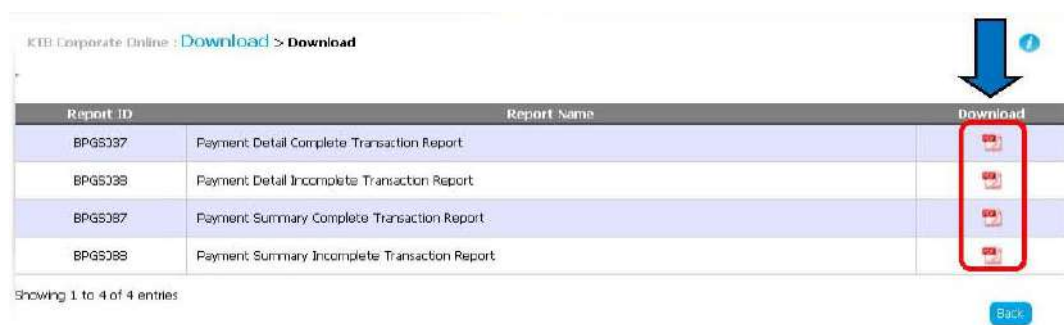 KTB Corporate Online : Download > Download
Report ID Report Name Download
BPGS037 Payment Detail Complete Transaction Report
BPGS038 Payment Detail Incomplete Transaction Report
BPGS087 Payment Summary Complete Transaction Report
BPGS088 Payment Summary Incomplete Transaction Report
Showing 1 to 4 of 4 entries
Back